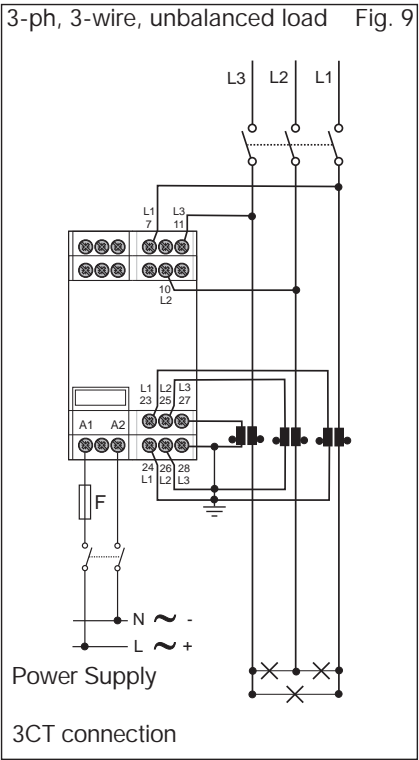 3-ph, 3-wire, unbalanced load Fig. 9
L3 L2 L1
L1 L3
7 11
10
L2
L1 L2 L3
23 25 27
A1 A2
24 26 28
L1 L2 L3
F
N ~ -
L ~ +
Power Supply
3CT connection